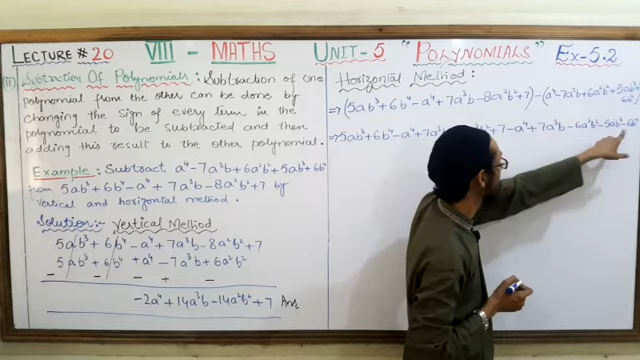 LECTURE # 20 VIII - MATHS UNIT-5 "POLYNOMIALS" Ex-5.2
(ii) Subtraction Of Polynomials: Subtraction of one
polynomial from the other can be done by
changing the sign of every term in the
polynomial to be subtracted and then
adding this result to the other polynomial.
Example: Subtract a⁴-7a³b+6a²b²+5ab³+6b⁴
from 5ab³+6b⁴-a⁴+7a³b-8a²b²+7 by
vertical and horizontal method.
Solution: Vertical Method
5ab³+6b⁴-a⁴+7a³b-8a²b²+7
5ab³+6b⁴+a⁴-7a³b+6a²b²
- - - + -
-2a⁴+14a³b-14a²b²+7 Ans
Horizontal Method:
⇒(5ab³+6b⁴-a⁴+7a³b-8a²b²+7)-(a⁴-7a³b+6a²b²+5ab³+
6b⁴)
⇒5ab³+6b⁴-a⁴+7a³b b²+7-a⁴+7a³b-6a²b²-5ab³-6b⁴